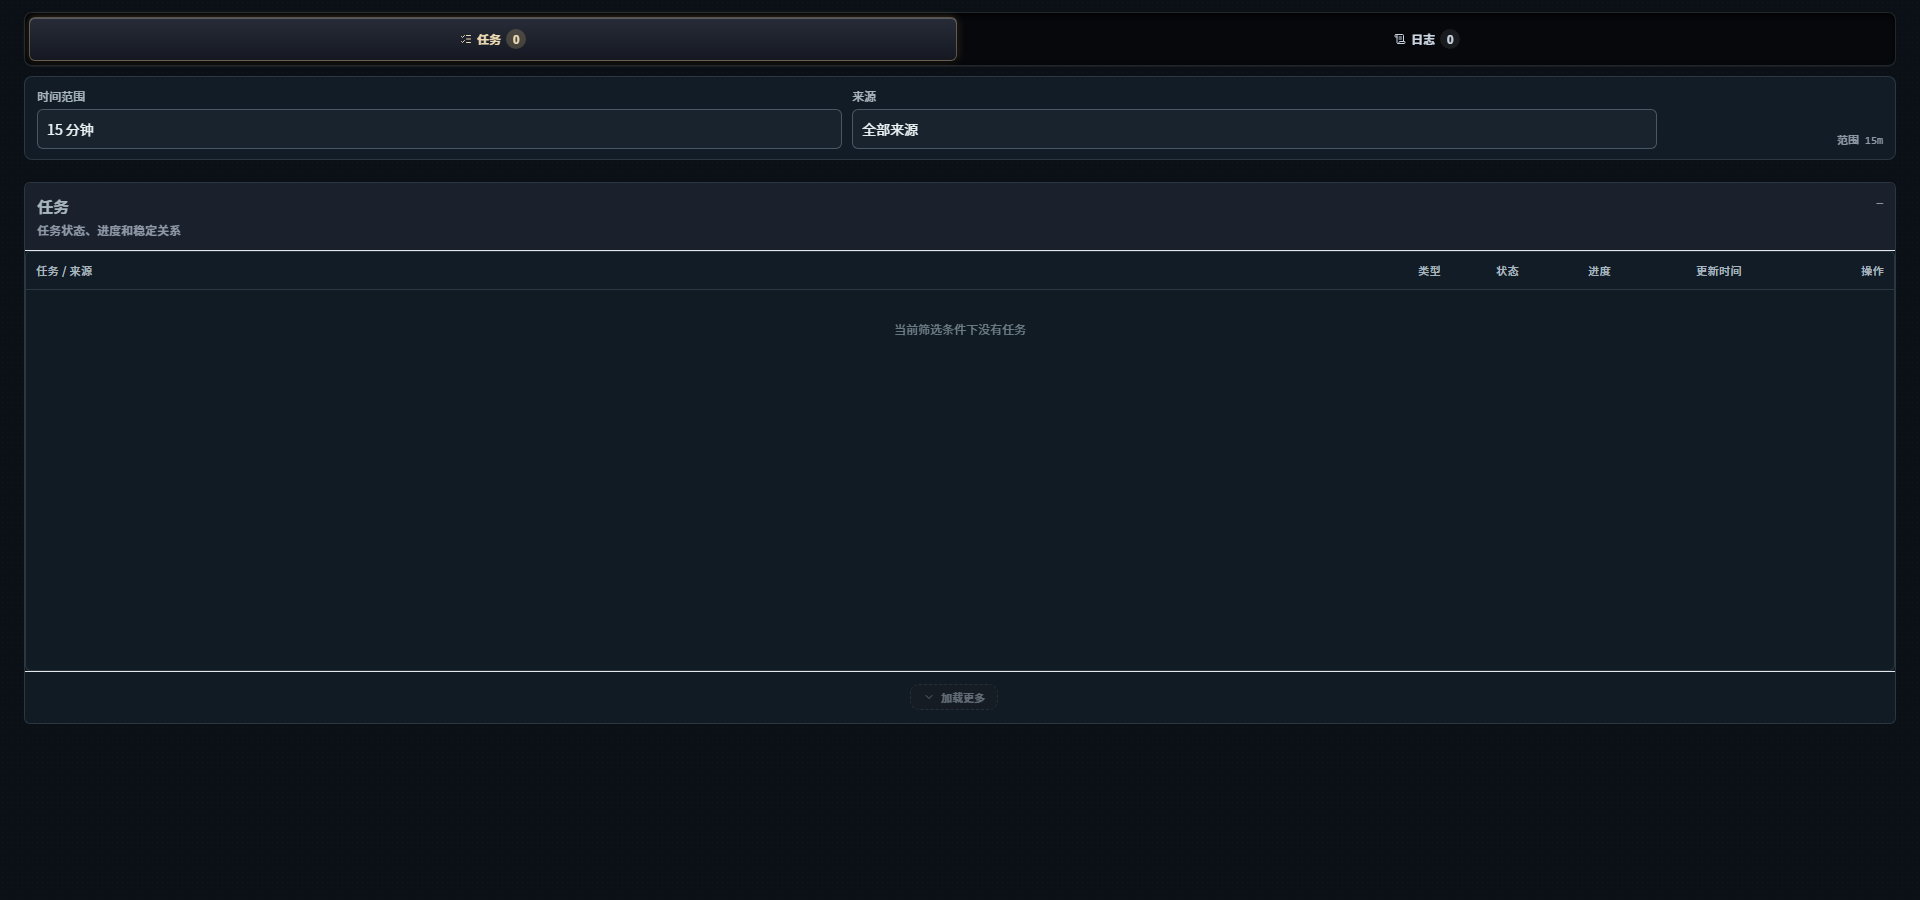 任务 0
日志 0
时间范围
来源
15 分钟
全部来源
范围 15m
任务
任务状态、进度和稳定关系
任务 / 来源 类型 状态 进度 更新时间 操作
当前筛选条件下没有任务
加载更多